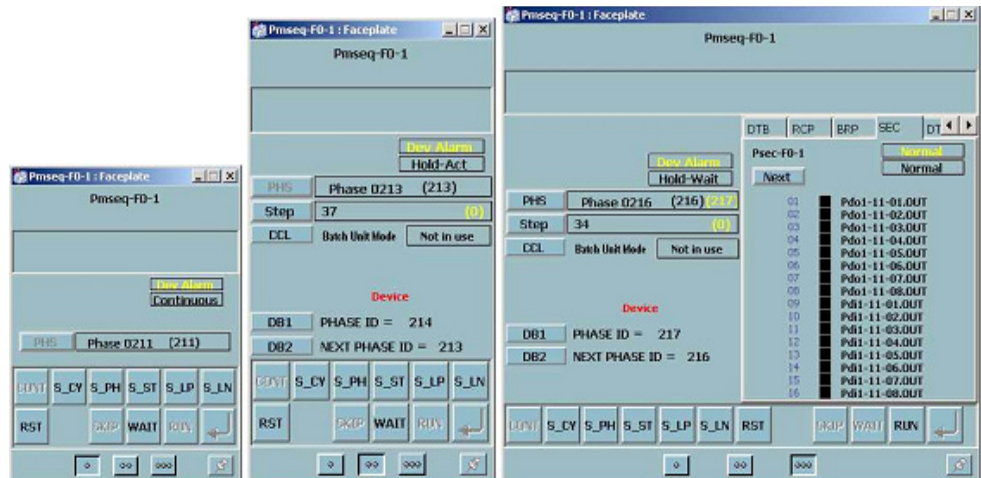 Pmseq-F0-1 : Faceplate
Pmseq-F0-1
Dev Alarm
Continuous
PHS Phase 0211 (211)
CONT S_CY S_PH S_ST S_LP S_LN
RST SKIP WAIT RUN
Pmseq-F0-1 : Faceplate
Pmseq-F0-1
Dev Alarm
Hold-Act
PHS Phase 0213 (213)
Step 37 (0)
CCL Batch Unit Mode Not in use
Device
DB1 PHASE ID = 214
DB2 NEXT PHASE ID = 213
CONT S_CY S_PH S_ST S_LP S_LN
RST SKIP WAIT RUN
Pmseq-F0-1 : Faceplate
Pmseq-F0-1
Dev Alarm
Hold-Wait
PHS Phase 0216 (216) (217)
Step 34 (0)
CCL Batch Unit Mode Not in use
Device
DB1 PHASE ID = 217
DB2 NEXT PHASE ID = 216
DTB RCP BRP SEC DT
Psec-F0-1 Normal
Next Normal
01 Pdo1-11-01.OUT
02 Pdo1-11-02.OUT
03 Pdo1-11-03.OUT
04 Pdo1-11-04.OUT
05 Pdo1-11-05.OUT
06 Pdo1-11-06.OUT
07 Pdo1-11-07.OUT
08 Pdo1-11-08.OUT
09 Pdi1-11-01.OUT
10 Pdi1-11-02.OUT
11 Pdi1-11-03.OUT
12 Pdi1-11-04.OUT
13 Pdi1-11-05.OUT
14 Pdi1-11-06.OUT
15 Pdi1-11-07.OUT
16 Pdi1-11-08.OUT
CONT S_CY S_PH S_ST S_LP S_LN RST SKIP WAIT RUN